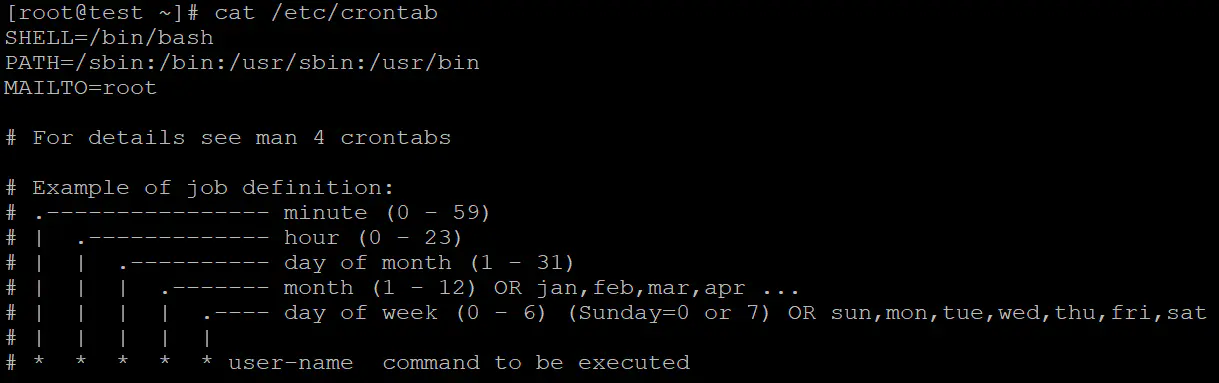 [root@test ~]# cat /etc/crontab
SHELL=/bin/bash
PATH=/sbin:/bin:/usr/sbin:/usr/bin
MAILTO=root

# For details see man 4 crontabs

# Example of job definition:
# .---------------- minute (0 - 59)
# |  .------------- hour (0 - 23)
# |  |  .---------- day of month (1 - 31)
# |  |  |  .------- month (1 - 12) OR jan,feb,mar,apr ...
# |  |  |  |  .---- day of week (0 - 6) (Sunday=0 or 7) OR sun,mon,tue,wed,thu,fri,sat
# |  |  |  |  |
# *  *  *  *  * user-name  command to be executed